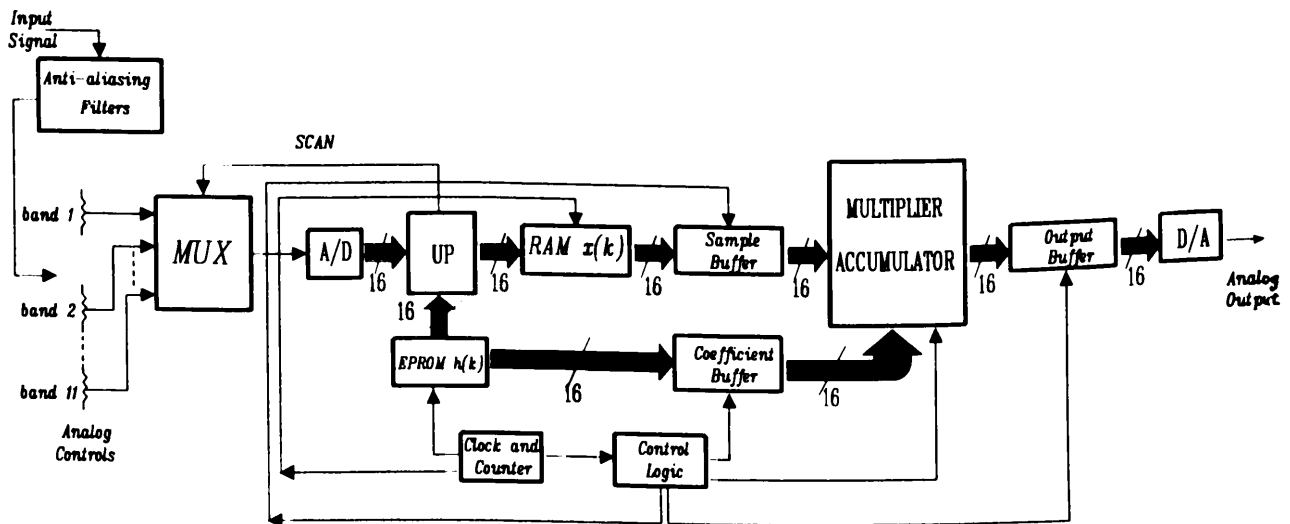 Input
Signal
Anti-aliasing
Filters
SCAN
band 1
MUX
A/D
16
UP
16
RAM x(k)
16
Sample
Buffer
16
MULTIPLIER
ACCUMULATOR
16
Output
Buffer
16
D/A
Analog
Output
band 2
16
EPROM h(k)
16
Coefficient
Buffer
16
band 11
Analog
Controls
Clock and
Counter
Control
Logic